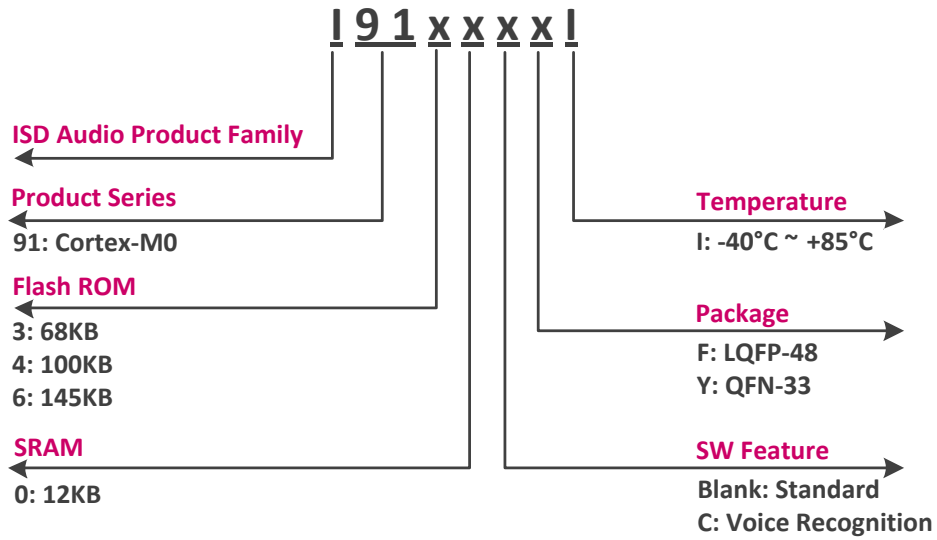 I 9 1 x x x x I
ISD Audio Product Family
Product Series
91: Cortex-M0
Flash ROM
3: 68KB
4: 100KB
6: 145KB
SRAM
0: 12KB
Temperature
I: -40°C ~ +85°C
Package
F: LQFP-48
Y: QFN-33
SW Feature
Blank: Standard
C: Voice Recognition